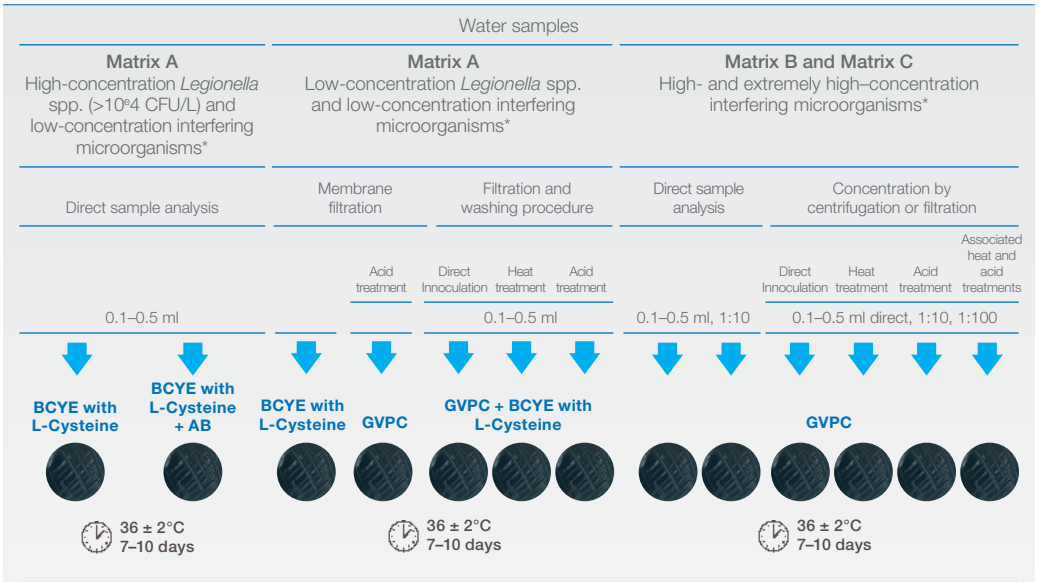 Water samples
Matrix A
High-concentration Legionella
spp. (>10e4 CFU/L) and
low-concentration interfering
microorganisms*
Matrix A
Low-concentration Legionella spp.
and low-concentration interfering
microorganisms*
Matrix B and Matrix C
High- and extremely high–concentration
interfering microorganisms*
Direct sample analysis
Membrane
filtration
Filtration and
washing procedure
Direct sample
analysis
Concentration by
centrifugation or filtration
Acid
treatment
Direct
Innoculation
Heat
treatment
Acid
treatment
Direct
Innoculation
Heat
treatment
Acid
treatment
Associated
heat and
acid
treatments
0.1–0.5 ml
0.1–0.5 ml
0.1–0.5 ml, 1:10
0.1–0.5 ml direct, 1:10, 1:100
BCYE with
L-Cysteine
BCYE with
L-Cysteine
+ AB
BCYE with
L-Cysteine
GVPC
GVPC + BCYE with
L-Cysteine
GVPC
36 ± 2°C
7–10 days
36 ± 2°C
7–10 days
36 ± 2°C
7–10 days